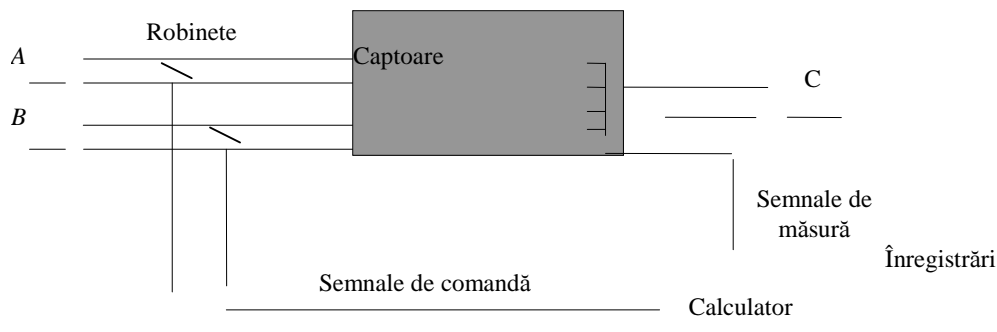 Robinete
A
Captoare
C
B
Semnale de
măsură
Înregistrări
Semnale de comandă
Calculator